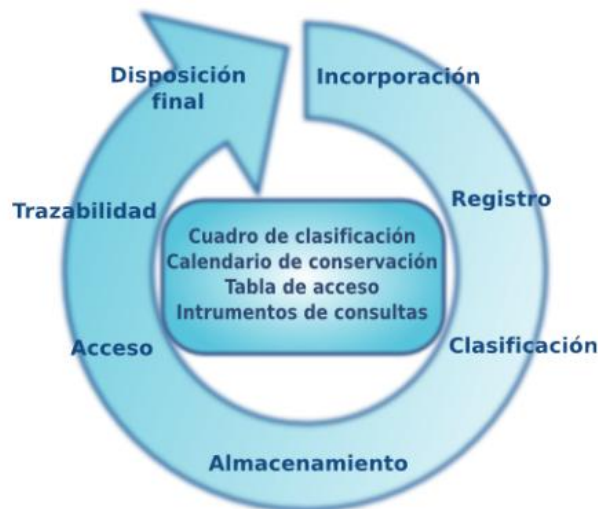 Disposición
final
Incorporación
Registro
Clasificación
Almacenamiento
Acceso
Trazabilidad
Cuadro de clasificación
Calendario de conservación
Tabla de acceso
Intrumentos de consultas